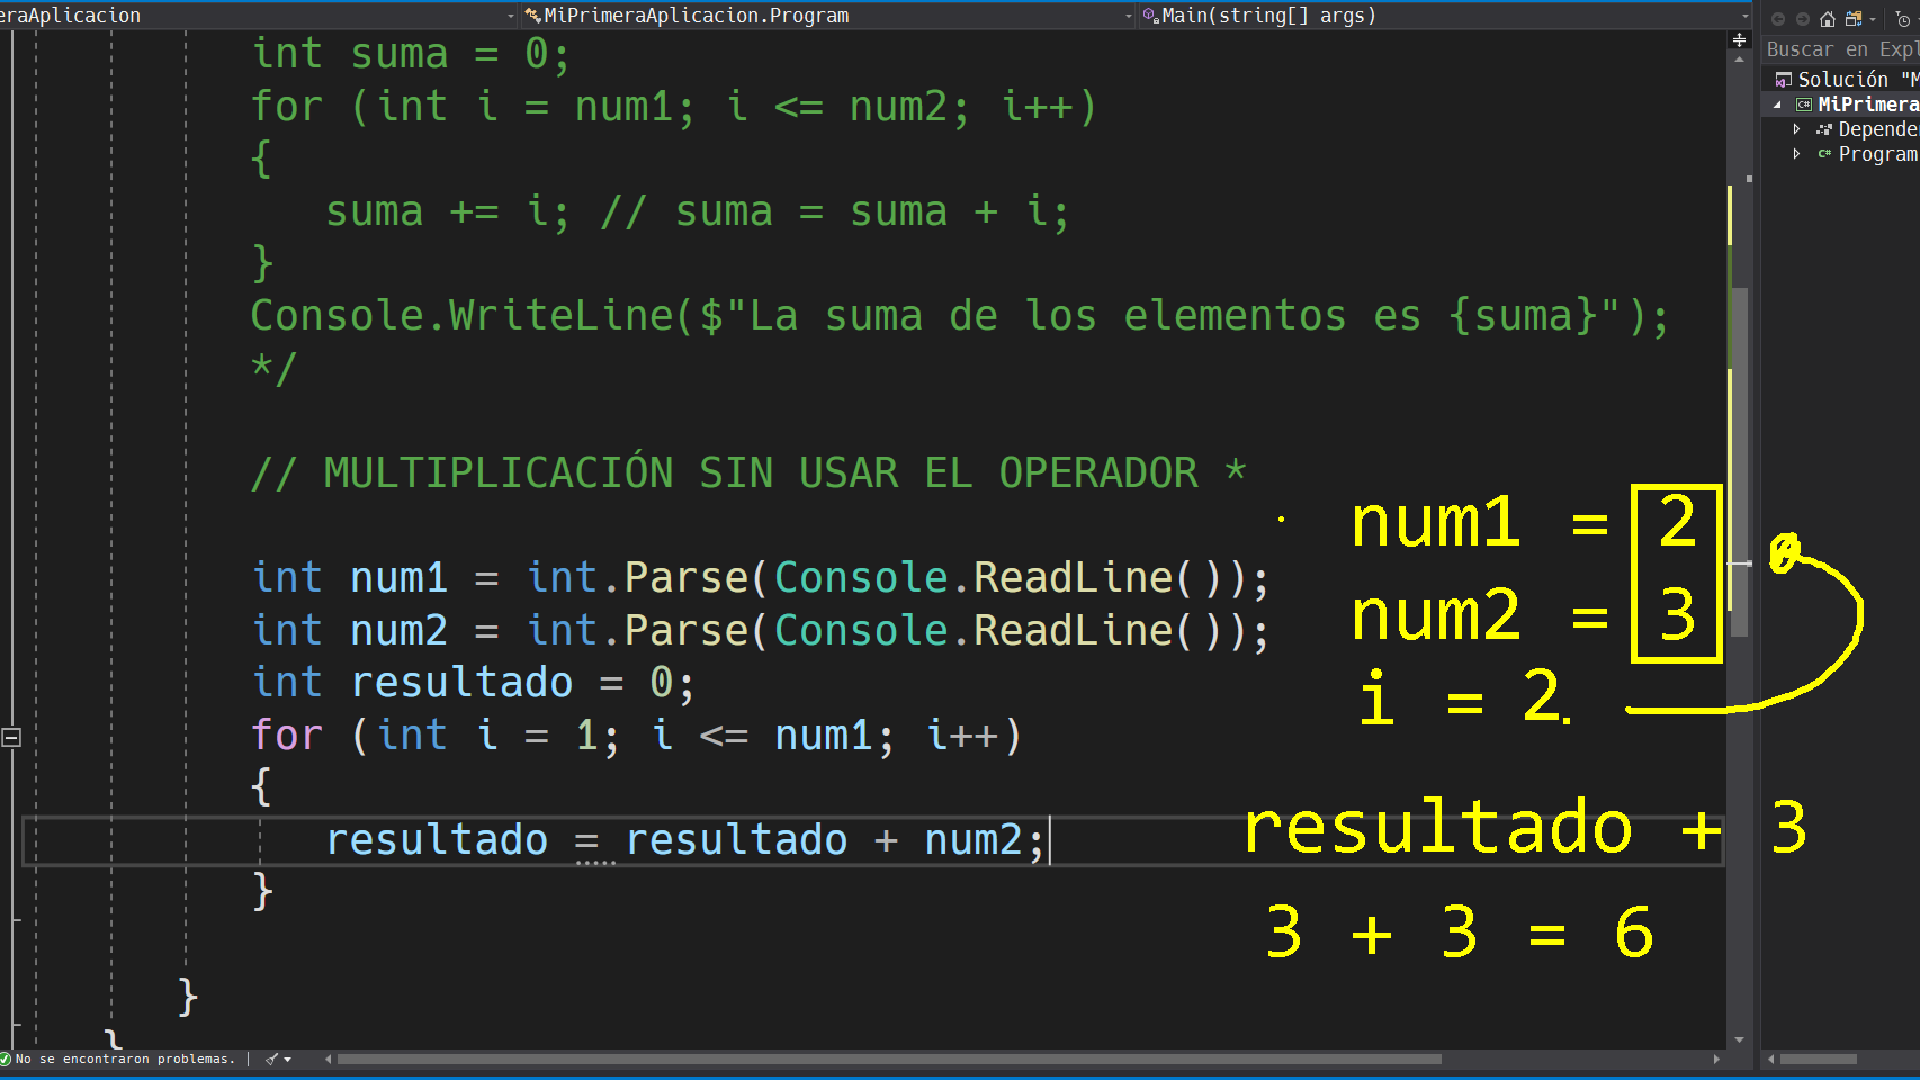 eraAplicacion
MiPrimeraAplicacion.Program
Main(string[] args)
int suma = 0;
for (int i = num1; i <= num2; i++)
{
suma += i; // suma = suma + i;
}
Console.WriteLine($"La suma de los elementos es {suma}");
*/
// MULTIPLICACIÓN SIN USAR EL OPERADOR *
int num1 = int.Parse(Console.ReadLine());
int num2 = int.Parse(Console.ReadLine());
int resultado = 0;
for (int i = 1; i <= num1; i++)
{
resultado = resultado + num2;
}
}
}
num1 = 2
num2 = 3
i = 2.
resultado + 3
3 + 3 = 6
Buscar en Expl
Solución "M
C# MiPrimera
Depende
C# Program
No se encontraron problemas.